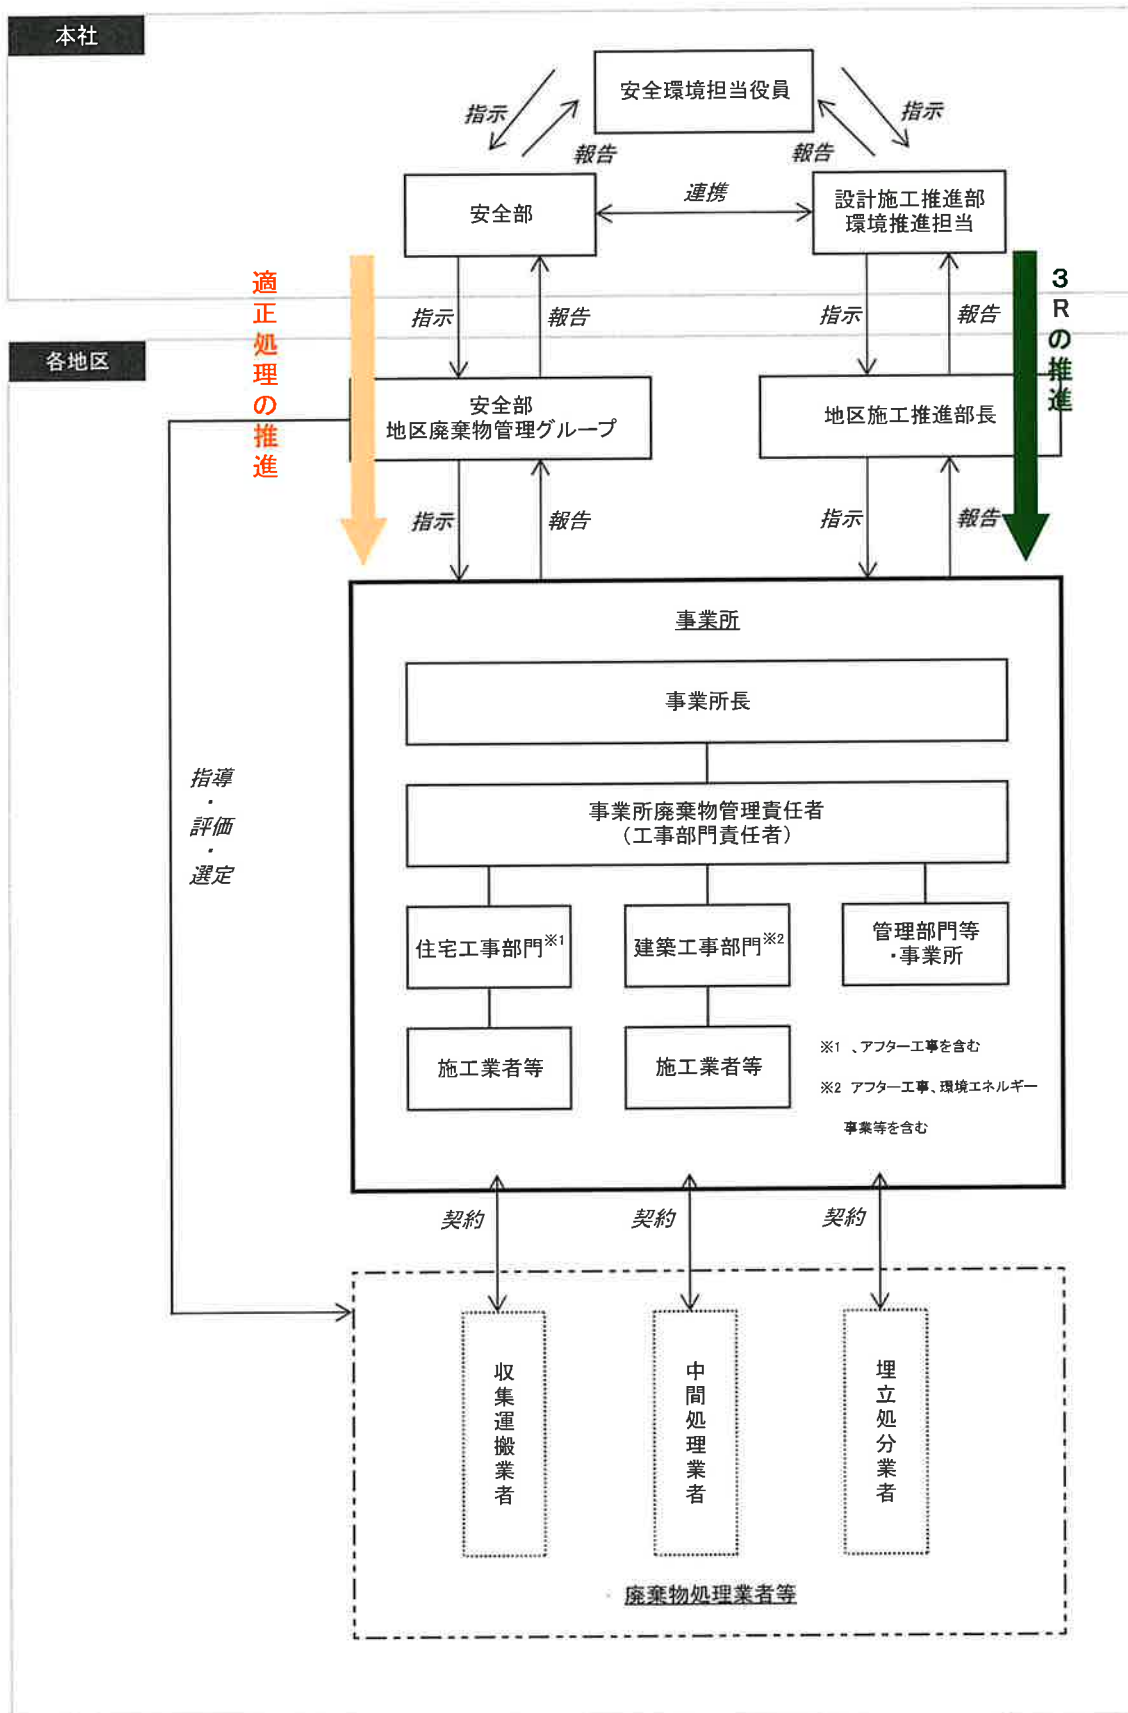 本社
安全環境担当役員
指示
報告
報告
指示
安全部
連携
設計施工推進部
環境推進担当
適正処理の推進
3Rの推進
指示
報告
指示
報告
各地区
安全部
地区廃棄物管理グループ
地区施工推進部長
指示
報告
指示
報告
事業所
事業所長
事業所廃棄物管理責任者
（工事部門責任者）
指導
・
評価
・
選定
住宅工事部門※1
建築工事部門※2
管理部門等
・事業所
施工業者等
施工業者等
※1 、アフター工事を含む
※2 アフター工事、環境エネルギー
事業等を含む
契約
契約
契約
収集運搬業者
中間処理業者
埋立処分業者
廃棄物処理業者等